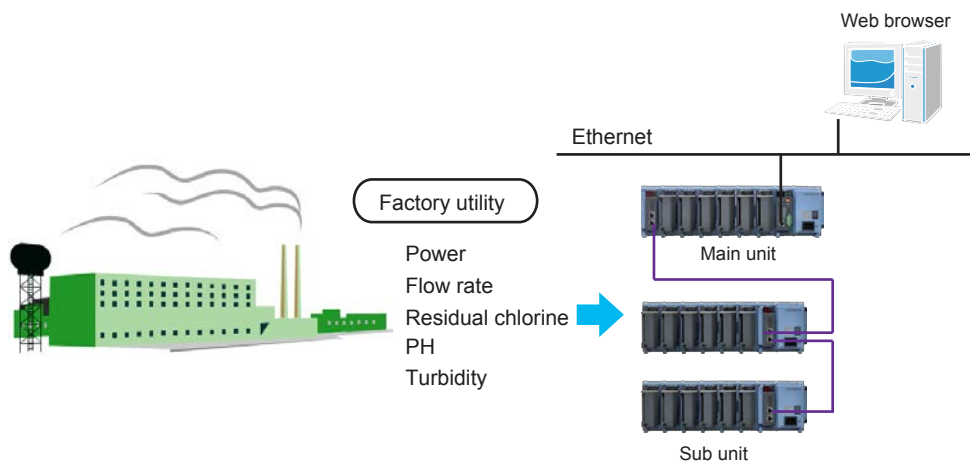 Web browser
Ethernet
Factory utility
Main unit
Power
Flow rate
Residual chlorine
PH
Turbidity
Sub unit